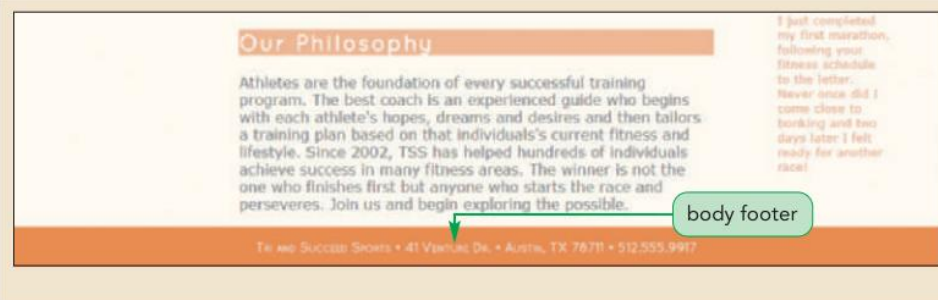 Our Philosophy
Athletes are the foundation of every successful training
program. The best coach is an experienced guide who begins
with each athlete's hopes, dreams and desires and then tailors
a training plan based on that individuals's current fitness and
lifestyle. Since 2002, TSS has helped hundreds of individuals
achieve success in many fitness areas. The winner is not the
one who finishes first but anyone who starts the race and
perseveres. Join us and begin exploring the possible.
I just completed
my first marathon,
following your
fitness schedule
to the letter.
Never once did I
come close to
bonking and two
days later I felt
ready for another
race!
body footer
Tri and Succeed Sports • 41 Venture Dr. • Austin, TX 78711 • 512.555.9917